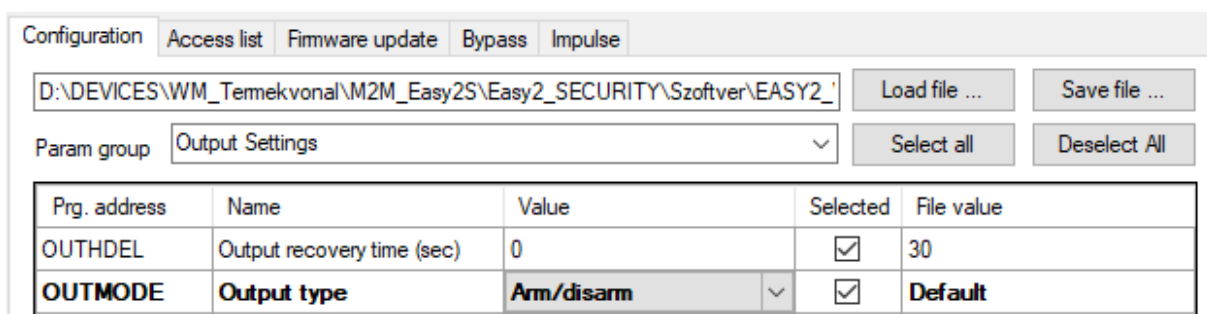 Configuration Access list Firmware update Bypass Impulse
D:\DEVICES\WM_Termekvonal\M2M_Easy2S\Easy2_SECURITY\Szoftver\EASY2_ Load file ... Save file ...
Param group Output Settings Select all Deselect All
Prg. address Name Value Selected File value
OUTHDEL Output recovery time (sec) 0 30
OUTMODE Output type Arm/disarm Default